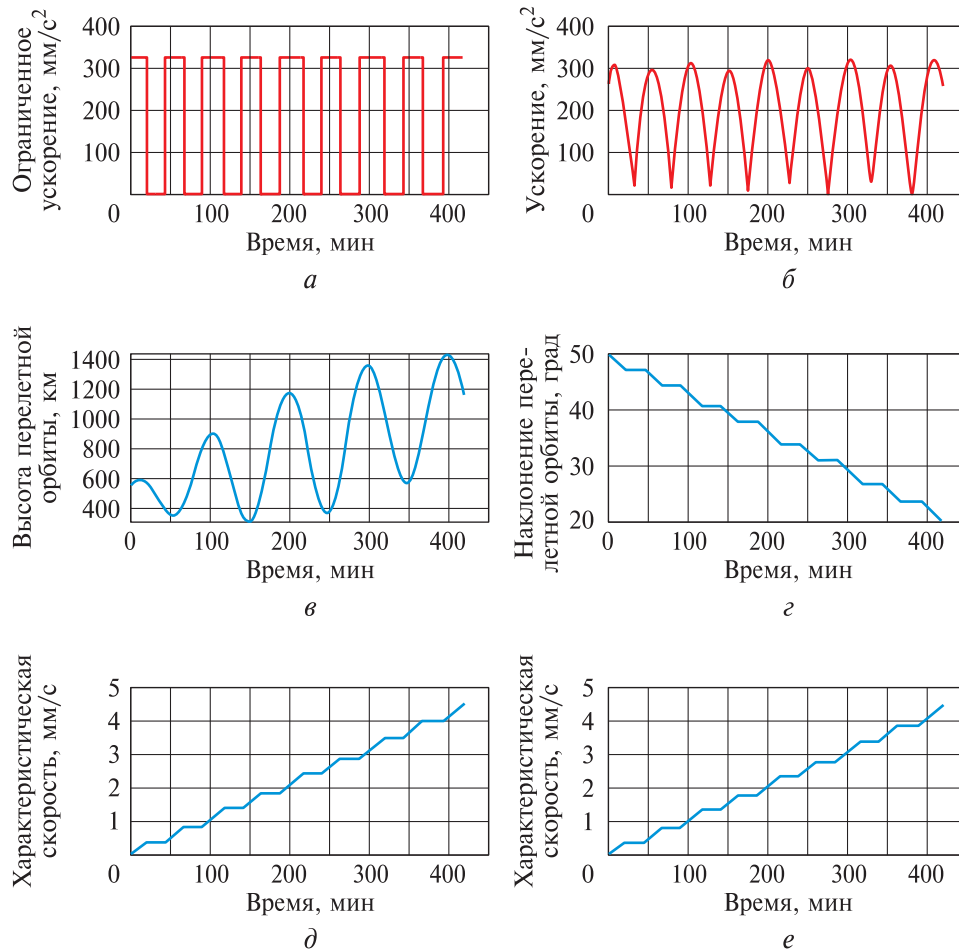 Ограниченное
ускорение, мм/с²
400
300
200
100
0
100
200
300
400
Время, мин
а
Ускорение, мм/с²
400
300
200
100
0
100
200
300
400
Время, мин
б
Высота перелетной
орбиты, км
1400
1200
1000
800
600
400
0
100
200
300
400
Время, мин
в
Наклонение пере-
летной орбиты, град
50
40
30
20
0
100
200
300
400
Время, мин
г
Характеристическая
скорость, мм/с
5
4
3
2
1
0
100
200
300
400
Время, мин
д
Характеристическая
скорость, мм/с
5
4
3
2
1
0
100
200
300
400
Время, мин
е